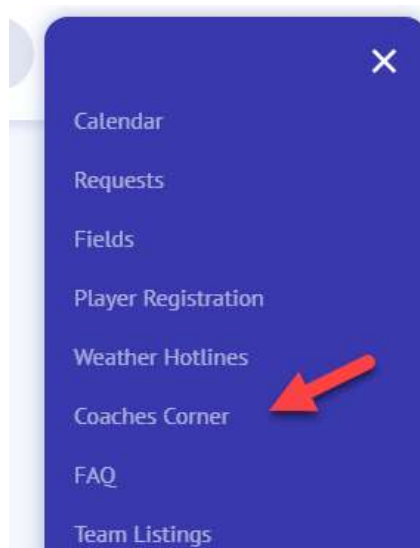 Calendar
Requests
Fields
Player Registration
Weather Hotlines
Coaches Corner
FAQ
Team Listings